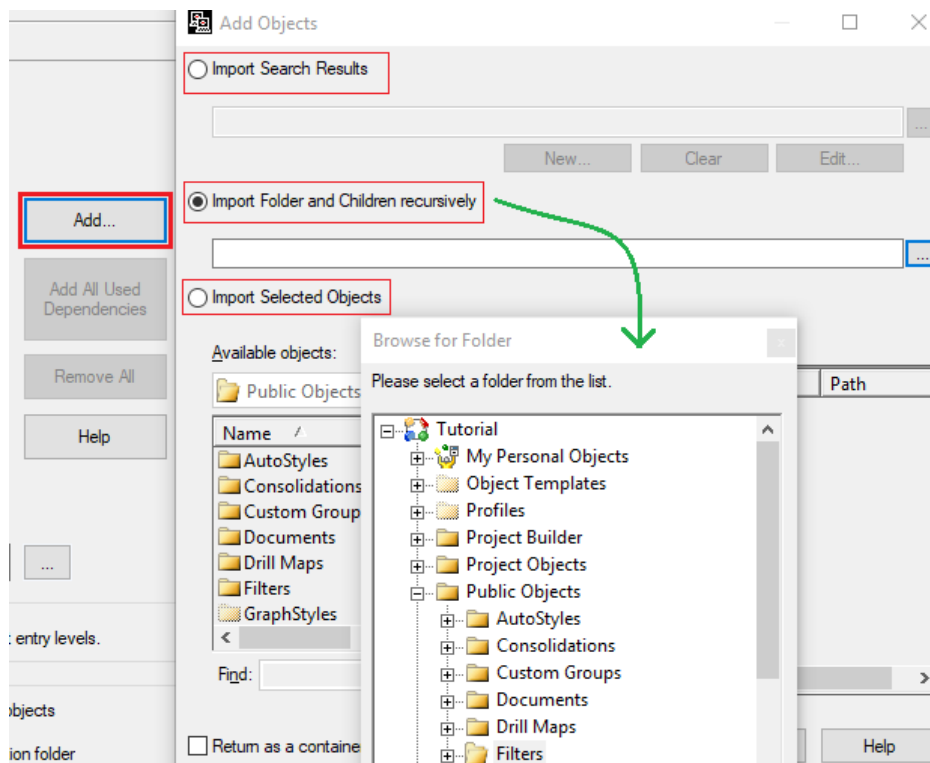 Add Objects
Import Search Results
...
New... Clear Edit...
Add...
Import Folder and Children recursively
...
Add All Used
Dependencies
Import Selected Objects
Remove All
Help
Available objects:
Public Objects
Name
AutoStyles
Consolidations
Custom Group
Documents
Drill Maps
Filters
GraphStyles
Find:
Return as a containe
Path
Help
...
entry levels.
objects
ion folder
Browse for Folder
x
Please select a folder from the list.
Tutorial
My Personal Objects
Object Templates
Profiles
Project Builder
Project Objects
Public Objects
AutoStyles
Consolidations
Custom Groups
Documents
Drill Maps
Filters